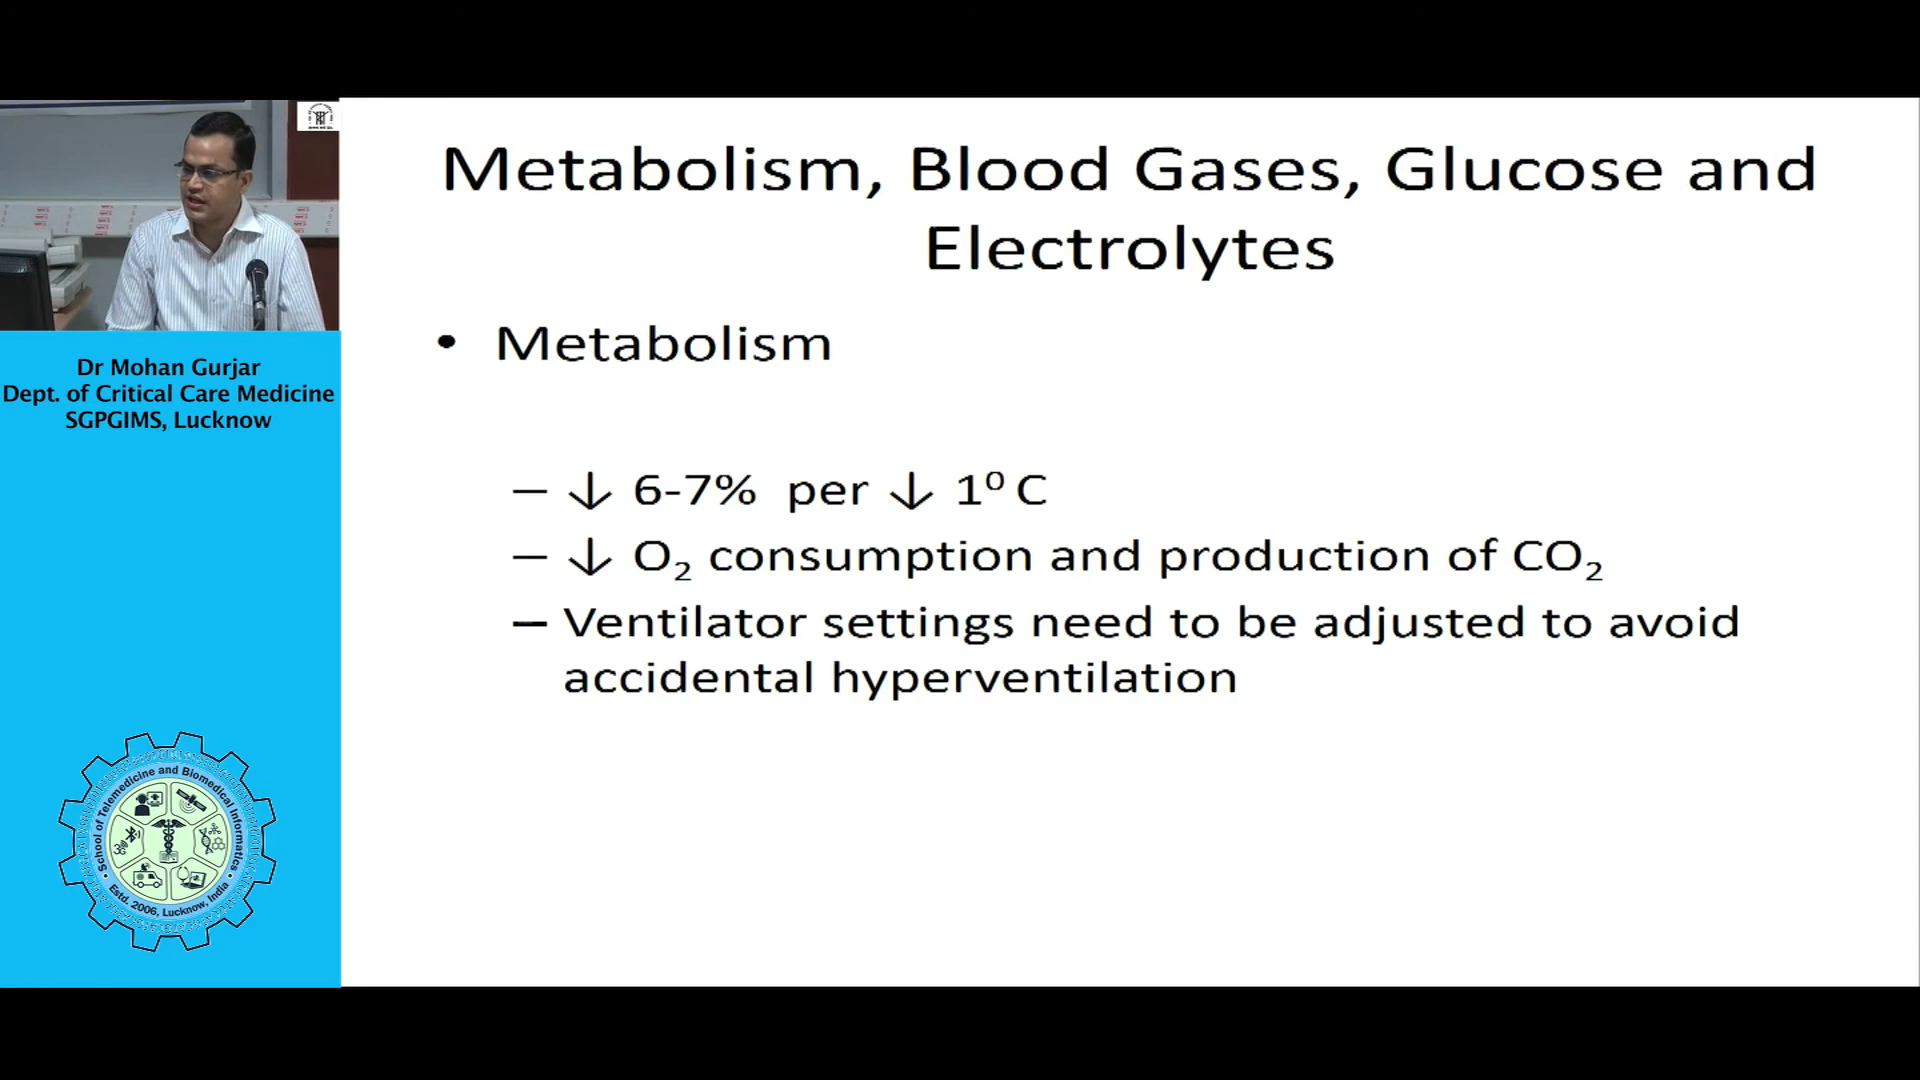 Metabolism, Blood Gases, Glucose and
Electrolytes
• Metabolism
– ↓ 6-7% per ↓ 1⁰ C
– ↓ O₂ consumption and production of CO₂
– Ventilator settings need to be adjusted to avoid
accidental hyperventilation
Dr Mohan Gurjar
Dept. of Critical Care Medicine
SGPGIMS, Lucknow
School of Telemedicine and Biomedical Informatics
Estd. 2006, Lucknow, India